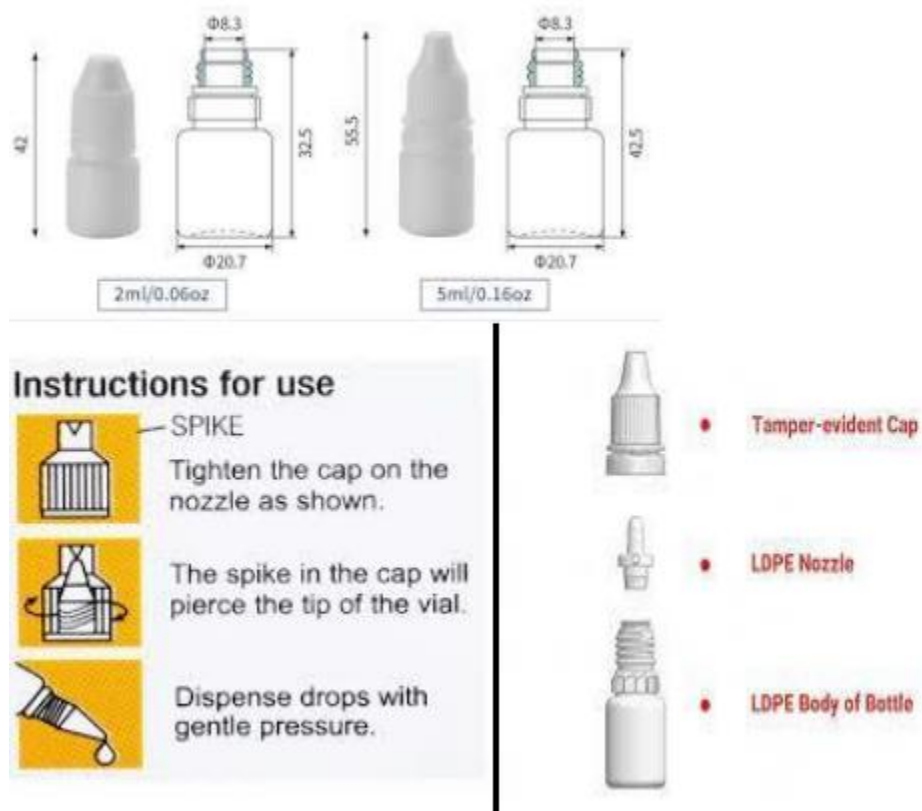 Φ8.3
42
32.5
Φ20.7
2ml/0.06oz
Φ8.3
55.5
42.5
Φ20.7
5ml/0.16oz
Instructions for use
SPIKE
Tighten the cap on the
nozzle as shown.
The spike in the cap will
pierce the tip of the vial.
Dispense drops with
gentle pressure.
Tamper-evident Cap
LDPE Nozzle
LDPE Body of Bottle